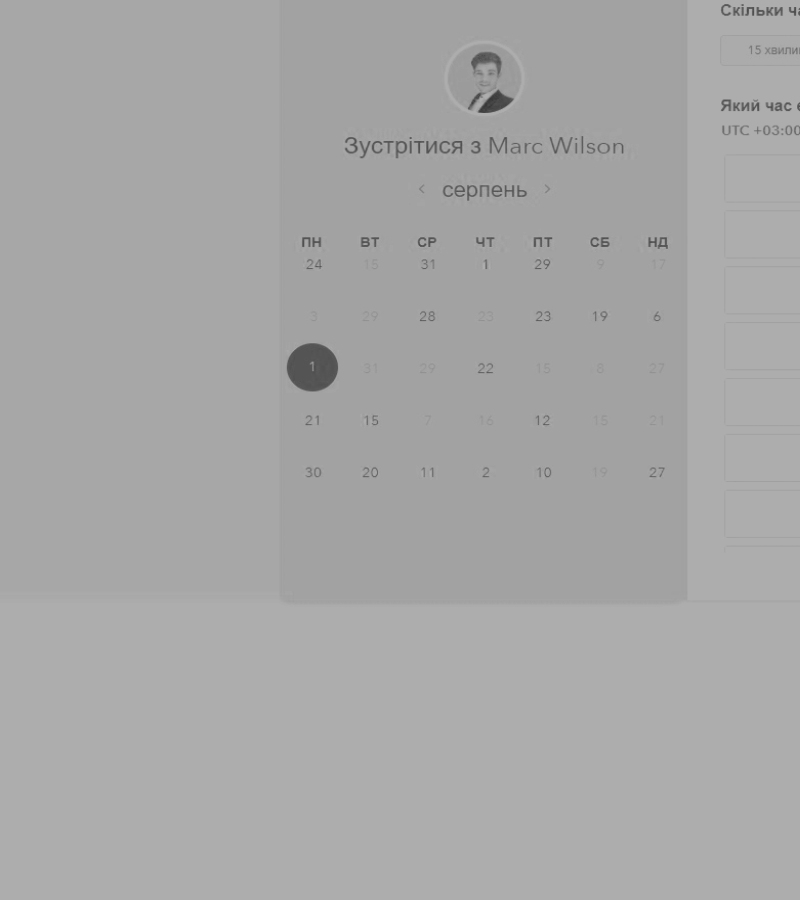 Скільки
15
Який час
UTC +03:00
Зустрітися з Marc Wilson
серпень
ПН ВТ СР ЧТ ПТ СБ НД
24 15 31 1 29 9 17
3 29 28 23 23 19 6
1 31 29 22 15 8 27
21 15 7 16 12 15 21
30 20 11 2 10 19 27